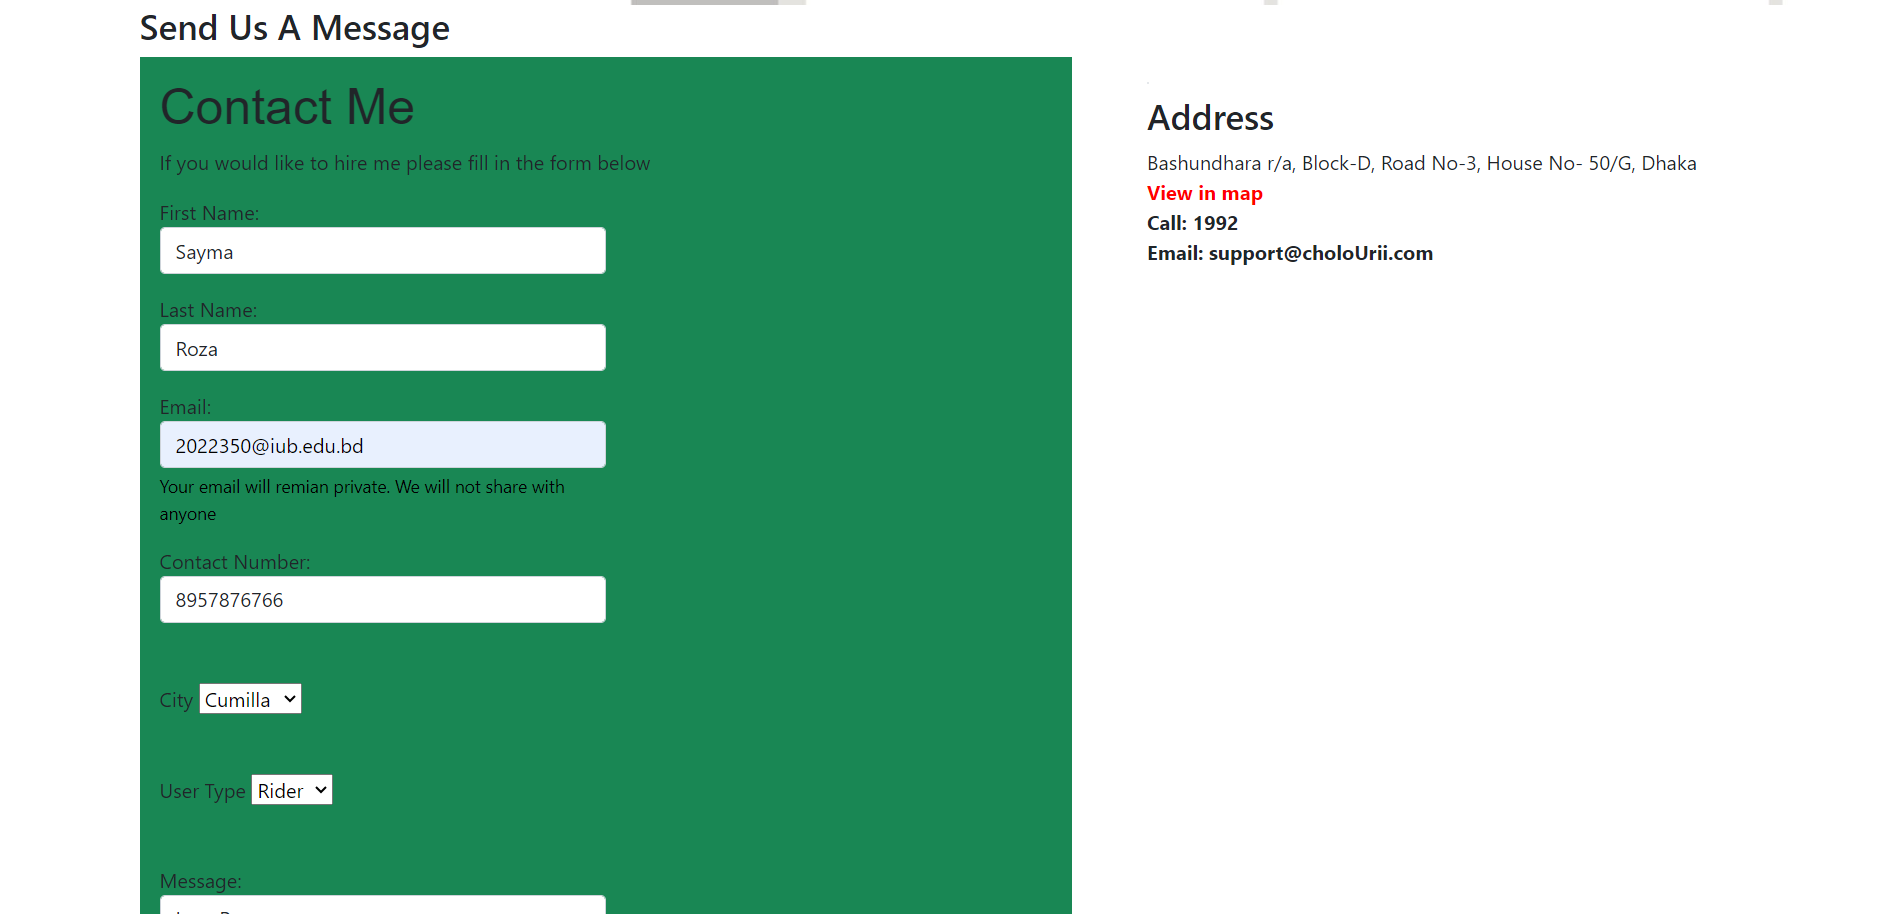 Send Us A Message
Contact Me
If you would like to hire me please fill in the form below
First Name:
Sayma
Last Name:
Roza
Email:
2022350@iub.edu.bd
Your email will remian private. We will not share with
anyone
Contact Number:
8957876766
City Cumilla
User Type Rider
Message:
Address
Bashundhara r/a, Block-D, Road No-3, House No- 50/G, Dhaka
View in map
Call: 1992
Email: support@choloUrii.com